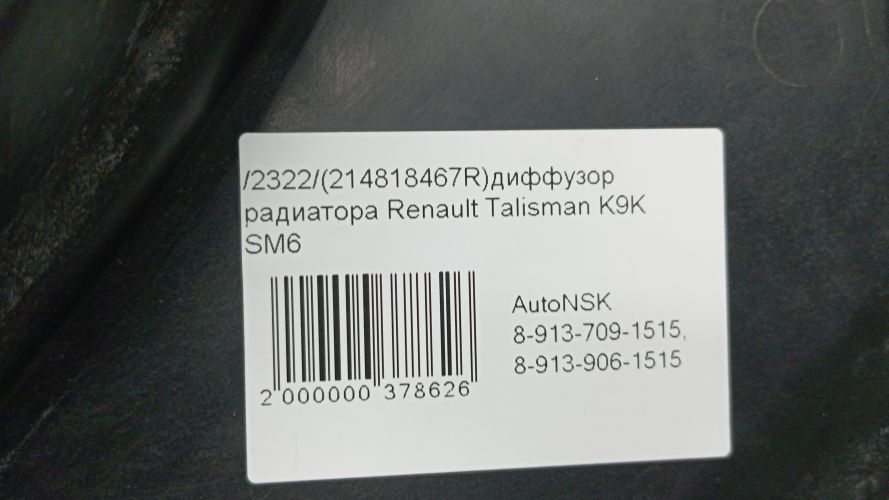 /2322/(214818467R)диффузор
радиатора Renault Talisman K9K
SM6
AutoNSK
8-913-709-1515,
8-913-906-1515
2 000000 378626